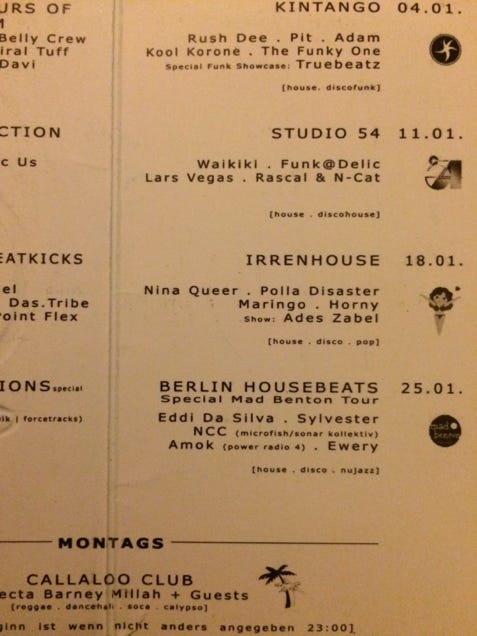 URS OF
M
Belly Crew
iral Tuff
Davi
CTION
c Us
EATKICKS
el
Das.Tribe
oint Flex
IONS special
ik | forcetracks)
KINTANGO 04.01.
Rush Dee . Pit . Adam
Kool Korone . The Funky One
Special Funk Showcase: Truebeatz
[house. discofunk]
STUDIO 54 11.01.
Waikiki . Funk@Delic
Lars Vegas . Rascal & N-Cat
[house . discohouse]
IRRENHOUSE 18.01.
Nina Queer . Polla Disaster
Maringo . Horny
Show: Ades Zabel
[house . disco . pop]
BERLIN HOUSEBEATS 25.01.
Special Mad Benton Tour
Eddi Da Silva . Sylvester
NCC (microfish/sonar kollektiv)
Amok (power radio 4) . Ewery
mad
benton
[house . disco . nujazz]
MONTAGS
CALLALOO CLUB
ecta Barney Millah + Guests
[reggae . dancehall . soca . calypso]
ginn ist wenn nicht anders angegeben 23:00]